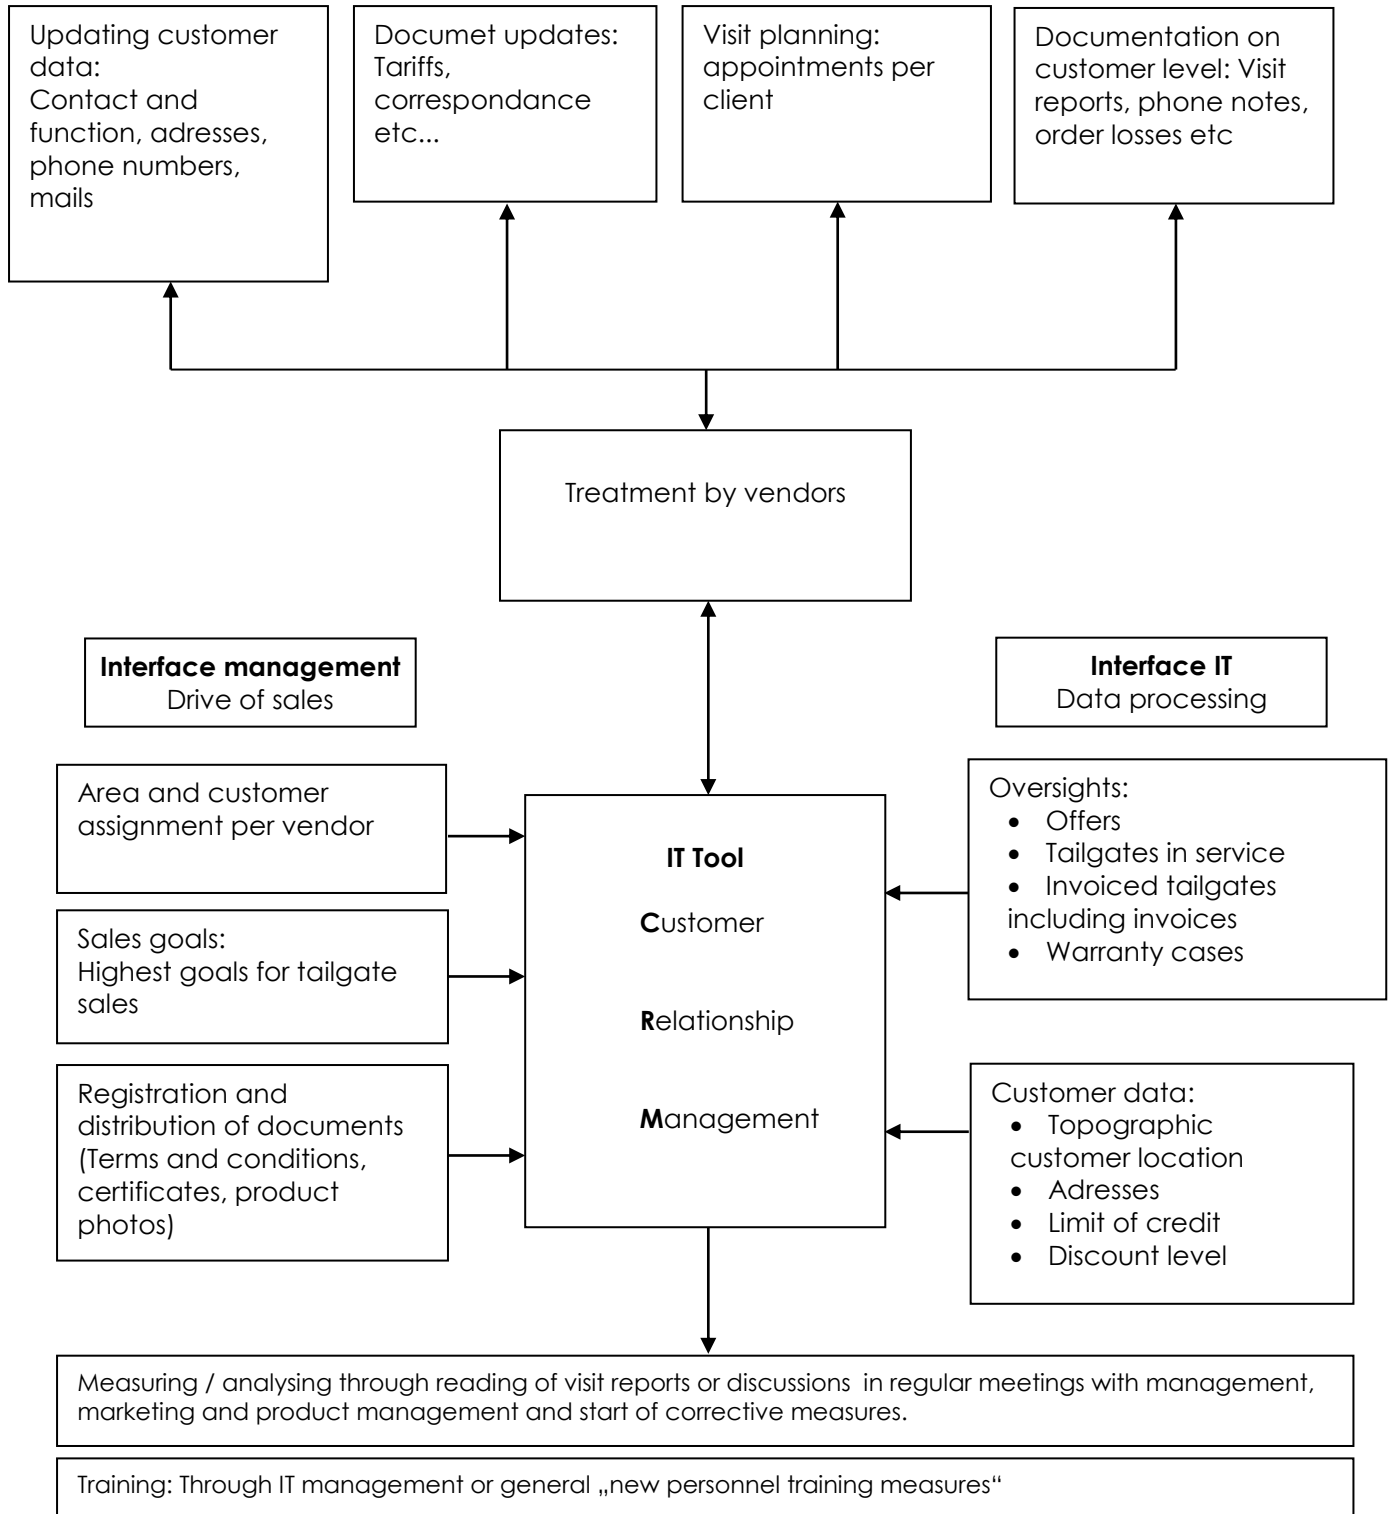 Updating customer
data:
Contact and
function, adresses,
phone numbers,
mails
Documet updates:
Tariffs,
correspondance
etc...
Visit planning:
appointments per
client
Documentation on
customer level: Visit
reports, phone notes,
order losses etc
Treatment by vendors
Interface management
Drive of sales
Interface IT
Data processing
Area and customer
assignment per vendor
Sales goals:
Highest goals for tailgate
sales
Registration and
distribution of documents
(Terms and conditions,
certificates, product
photos)
IT Tool
Customer
Relationship
Management
Oversights:
• Offers
• Tailgates in service
• Invoiced tailgates
including invoices
• Warranty cases
Customer data:
• Topographic
customer location
• Adresses
• Limit of credit
• Discount level
Measuring / analysing through reading of visit reports or discussions in regular meetings with management,
marketing and product management and start of corrective measures.
Training: Through IT management or general „new personnel training measures“